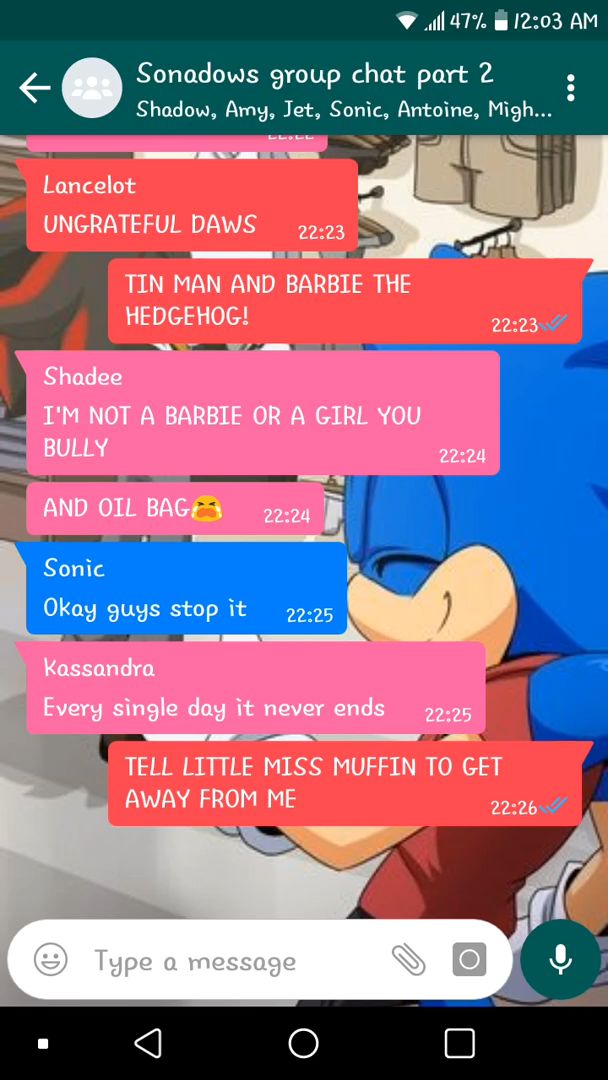 47% 12:03 AM
Sonadows group chat part 2
Shadow, Amy, Jet, Sonic, Antoine, Migh...
Lancelot
UNGRATEFUL DAWS 22:23
TIN MAN AND BARBIE THE
HEDGEHOG!
22:23
Shadee
I'M NOT A BARBIE OR A GIRL YOU
BULLY
22:24
AND OIL BAG😭 22:24
Sonic
Okay guys stop it 22:25
Kassandra
Every single day it never ends 22:25
TELL LITTLE MISS MUFFIN TO GET
AWAY FROM ME
22:26
Type a message